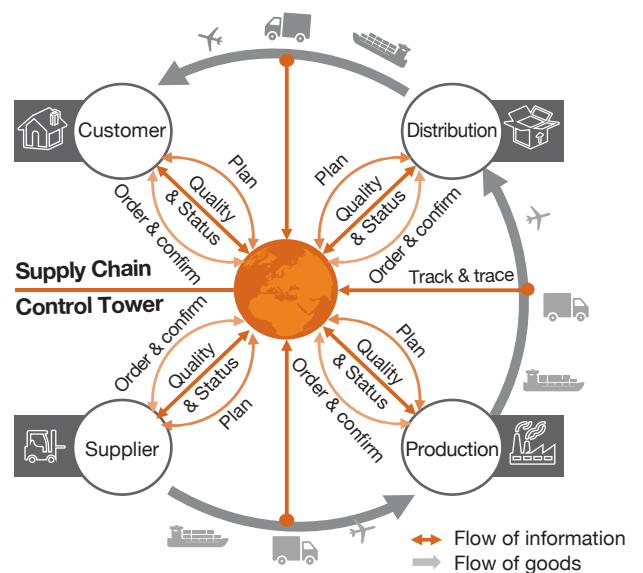 Customer
Distribution
Plan
Quality
& Status
Order & confirm
Plan
Quality
& Status
Order & confirm
Supply Chain
Control Tower
Track & trace
Order & confirm
Quality
& Status
Plan
Plan
Quality
& Status
Order & confirm
Supplier
Production
Flow of information
Flow of goods